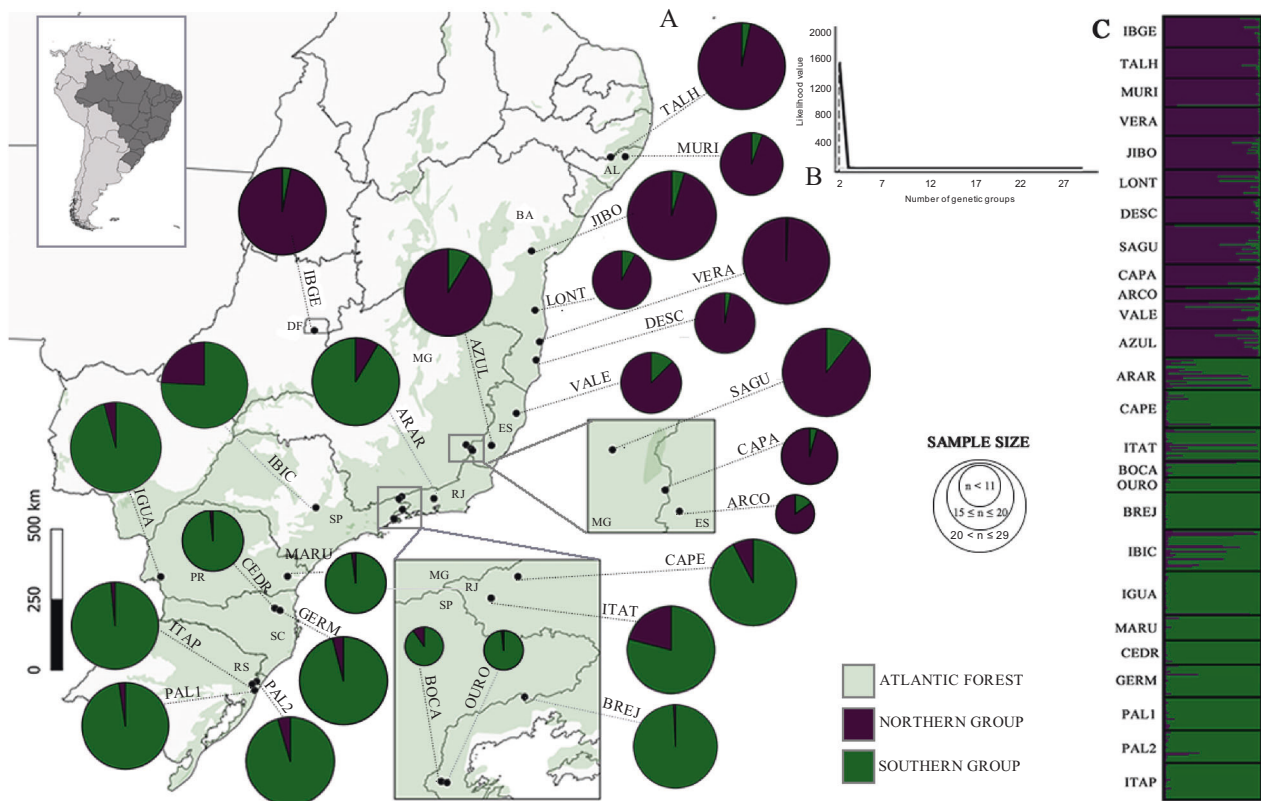 A
B
C
TALH
MURI
AL
JIBO
BA
IBGE
DF
LONT
VERA
DESC
AZUL
MG
VALE
SAGU
ES
CAPA
ARCO
MG
ES
ARAR
RJ
IBIC
SP
IGUA
CEDR
PR
MARU
GERM
SC
ITAP
RS
PAL1
PAL2
CAPE
MG
RJ
SP
ITAT
BOCA
OURO
BREJ
0
250
500 km
Likelihood value
2000
1600
1200
800
400
2
7
12
17
22
27
Number of genetic groups
SAMPLE SIZE
n < 11
15 ≤ n ≤ 20
20 < n ≤ 29
ATLANTIC FOREST
NORTHERN GROUP
SOUTHERN GROUP
IBGE
TALH
MURI
VERA
JIBO
LONT
DESC
SAGU
CAPA
ARCO
VALE
AZUL
ARAR
CAPE
ITAT
BOCA
OURO
BREJ
IBIC
IGUA
MARU
CEDR
GERM
PAL1
PAL2
ITAP